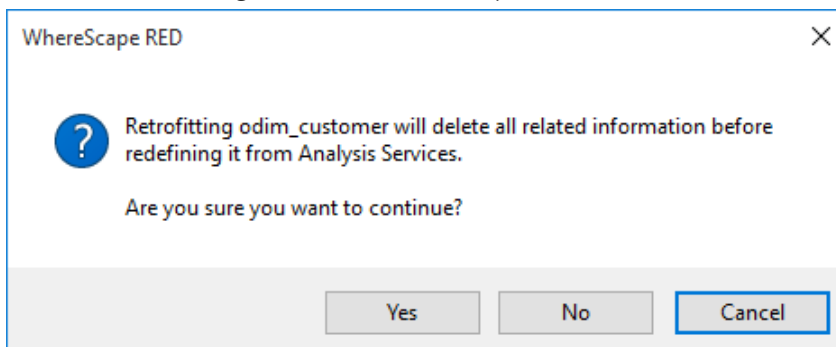 WhereScape RED
Retrofitting odim_customer will delete all related information before
redefining it from Analysis Services.
Are you sure you want to continue?
Yes No Cancel